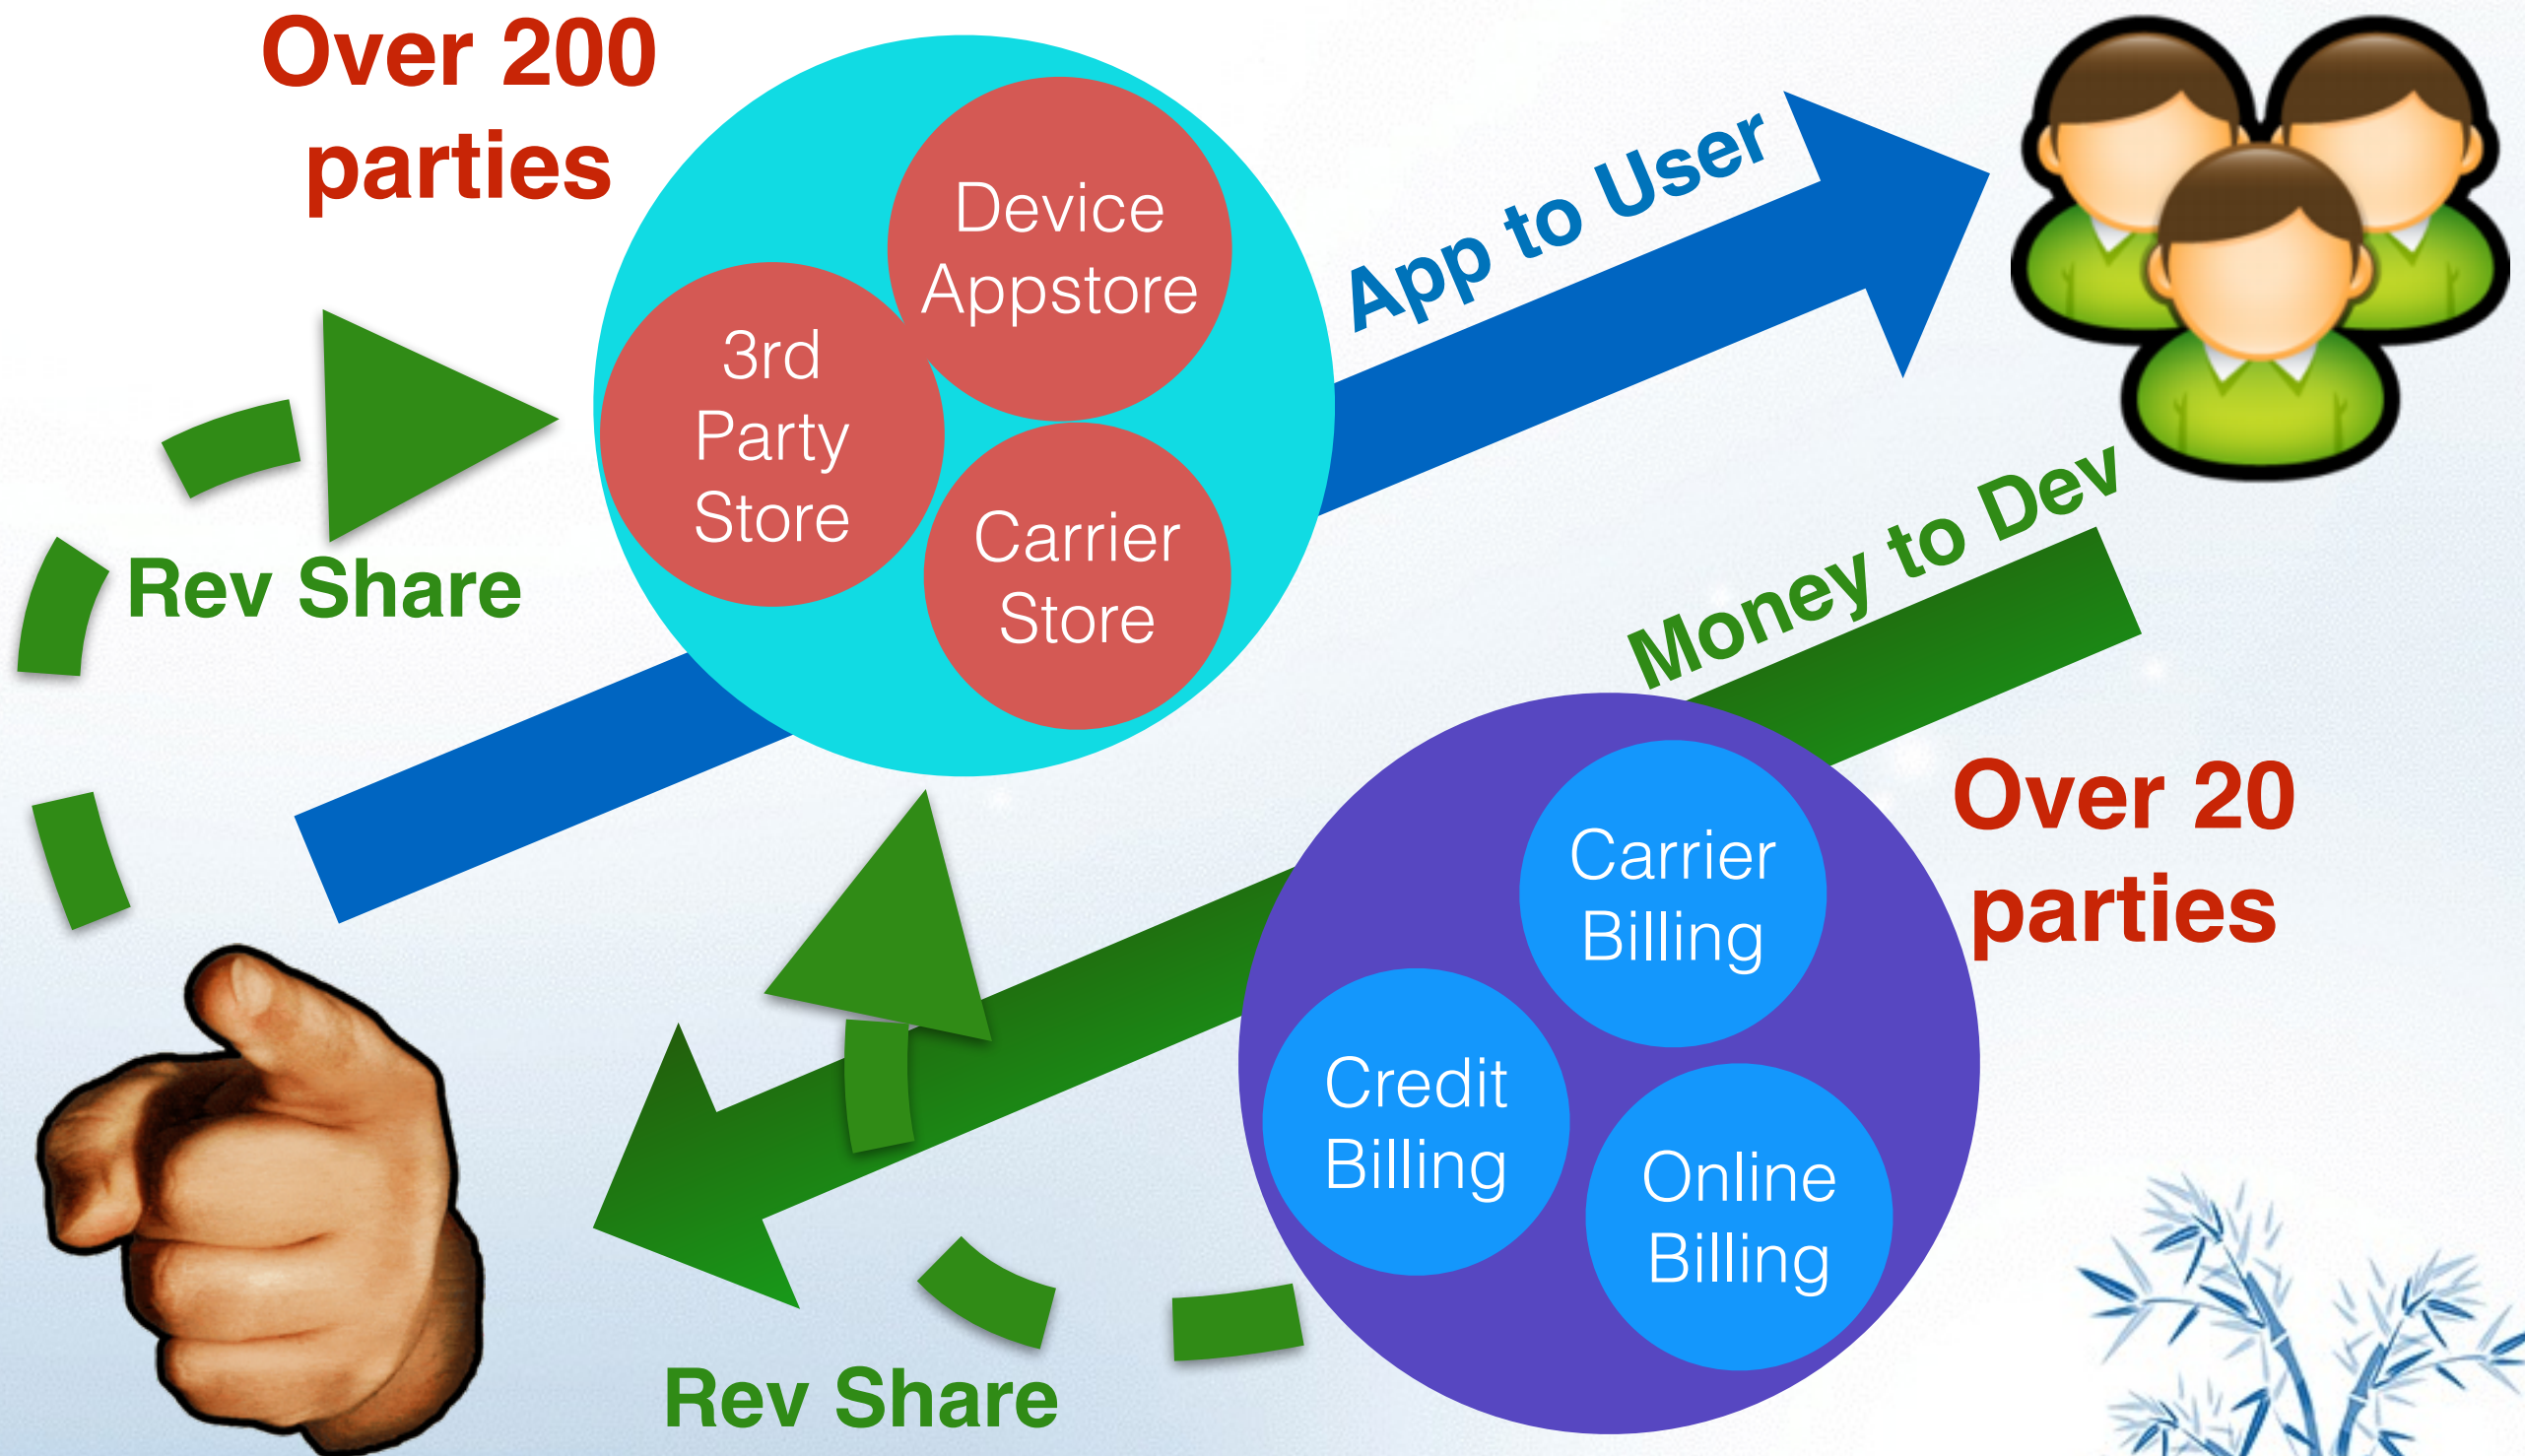 Over 200
parties
Device
Appstore
3rd
Party
Store
Carrier
Store
App to User
Rev Share
Money to Dev
Over 20
parties
Carrier
Billing
Credit
Billing
Online
Billing
Rev Share